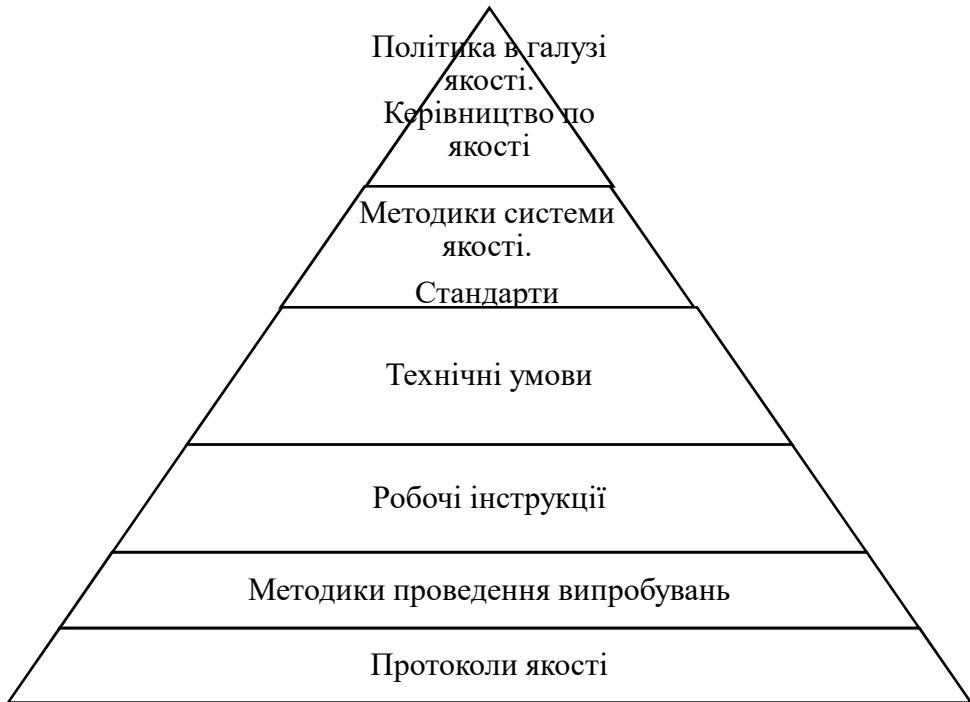 Політика в галузі
якості.
Керівництво по
якості
Методики системи
якості.
Стандарти
Технічні умови
Робочі інструкції
Методики проведення випробувань
Протоколи якості